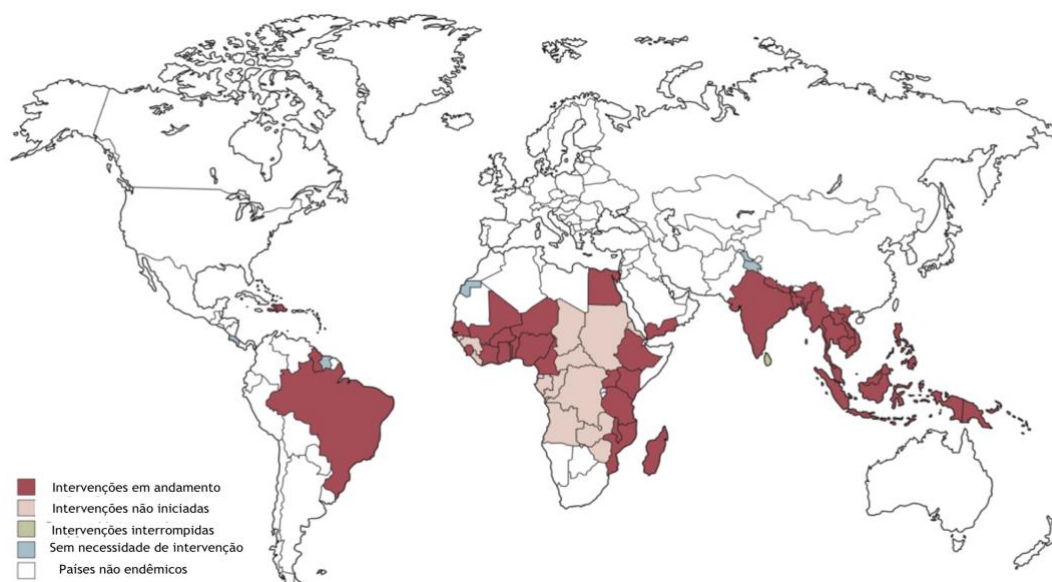 Intervenções em andamento
Intervenções não iniciadas
Intervenções interrompidas
Sem necessidade de intervenção
Países não endêmicos